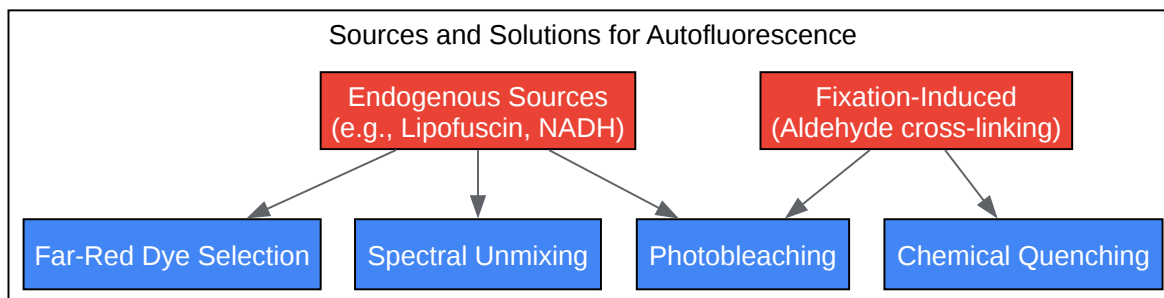 Sources and Solutions for Autofluorescence
Endogenous Sources
(e.g., Lipofuscin, NADH)
Fixation-Induced
(Aldehyde cross-linking)
Far-Red Dye Selection
Spectral Unmixing
Photobleaching
Chemical Quenching